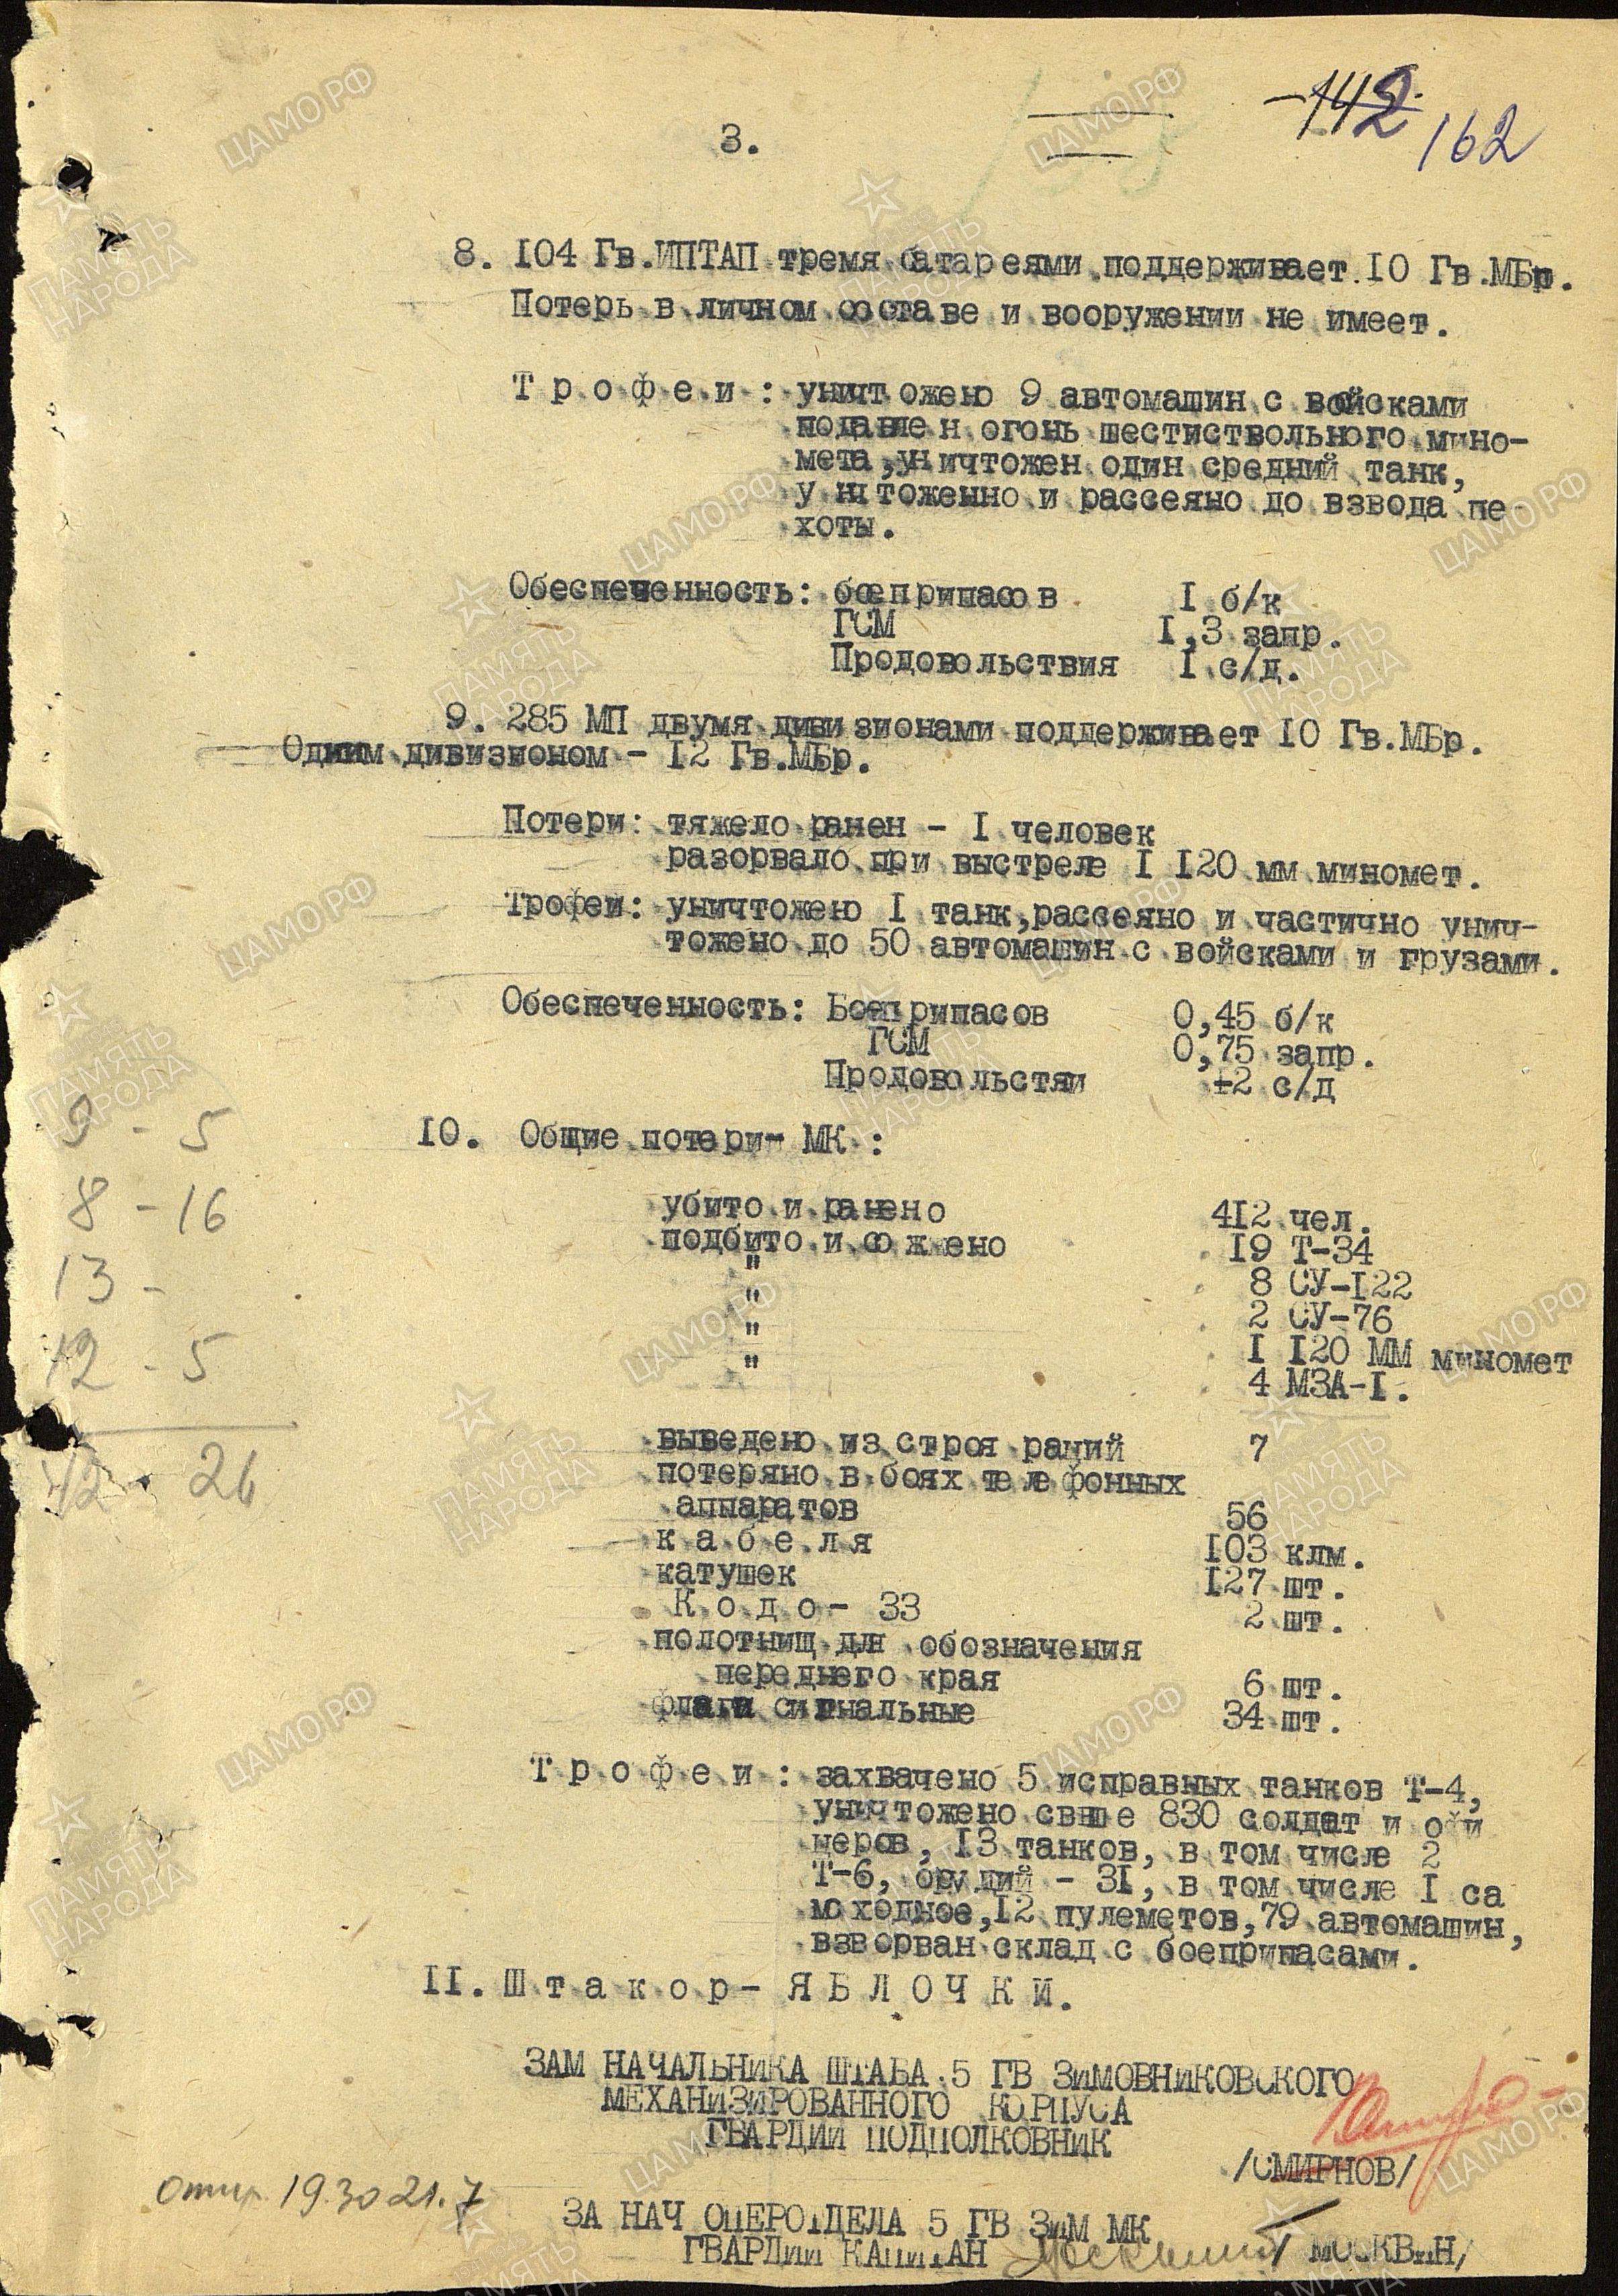 -142
162
3.
8. 104 Гв.ИПТАП тремя батареями поддерживает 10 Гв.МБр.
Потерь в личном составе и вооружении не имеет.
Трофеи: уничтожено 9 автомашин с войсками
подавлен огонь шестиствольного мино-
мета, уничтожен один средний танк,
уничтоженно и рассеяно до взвода пе-
хоты.
Обеспеченность: боеприпасов 1 б/к
ГСМ 1,3 запр.
Продовольствия 1 с/д.
9. 285 МП двумя дивизионами поддерживает 10 Гв.МБр.
Одним дивизионом - 12 Гв.МБр.
Потери: тяжело ранен - 1 человек
разорвало при выстреле 1 120 мм миномет.
Трофеи: уничтожено 1 танк, рассеяно и частично унич-
тожено до 50 автомашин с войсками и грузами.
Обеспеченность: Боеприпасов 0,45 б/к
ГСМ 0,75 запр.
Продовольстяи 2 с/д
9 - 5
10. Общие потери МК:
8 - 16
убито и ранено 412 чел.
подбито и сожжено 19 Т-34
13 -
" 8 СУ-122
" 2 СУ-76
12 - 5
" 1 120 ММ миномет
" 4 МЗА-1.
42 - 26
выведено из строя раций 7
потеряно в боях телефонных
аппаратов 56
кабеля 103 клм.
катушек 127 шт.
Кодо - 33 2 шт.
полотнищ для обозначения
переднего края 6 шт.
флаги сигнальные 34 шт.
Трофеи: захвачено 5 исправных танков Т-4,
уничтожено свыше 830 солдат и офи
церов, 13 танков, в том числе 2
Т-6, орудий - 31, в том числе 1 са
моходное, 12 пулеметов, 79 автомашин,
взворван склад с боеприпасами.
11. Штакор - ЯБЛОЧКИ.
ЗАМ НАЧАЛЬНИКА ШТАБА 5 ГВ ЗИМОВНИКОВСКОГО
МЕХАНИЗИРОВАННОГО КОРПУСА
ГВАРДИИ ПОДПОЛКОВНИК
/СМИРНОВ/
19.30 21.7
ЗА НАЧ ОПЕРОТДЕЛА 5 ГВ ЗИМ МК
ГВАРДИИ КАПИТАН /МОСКВИН/